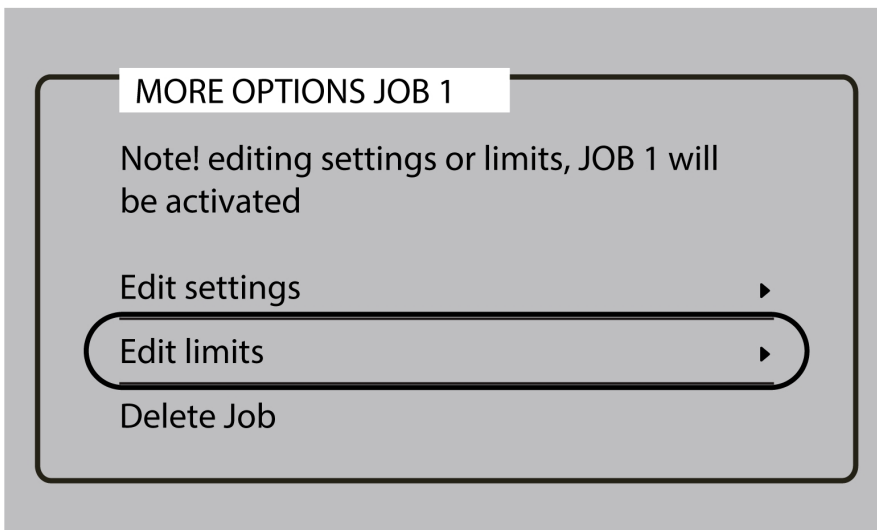 MORE OPTIONS JOB 1
Note! editing settings or limits, JOB 1 will
be activated
Edit settings
Edit limits
Delete Job